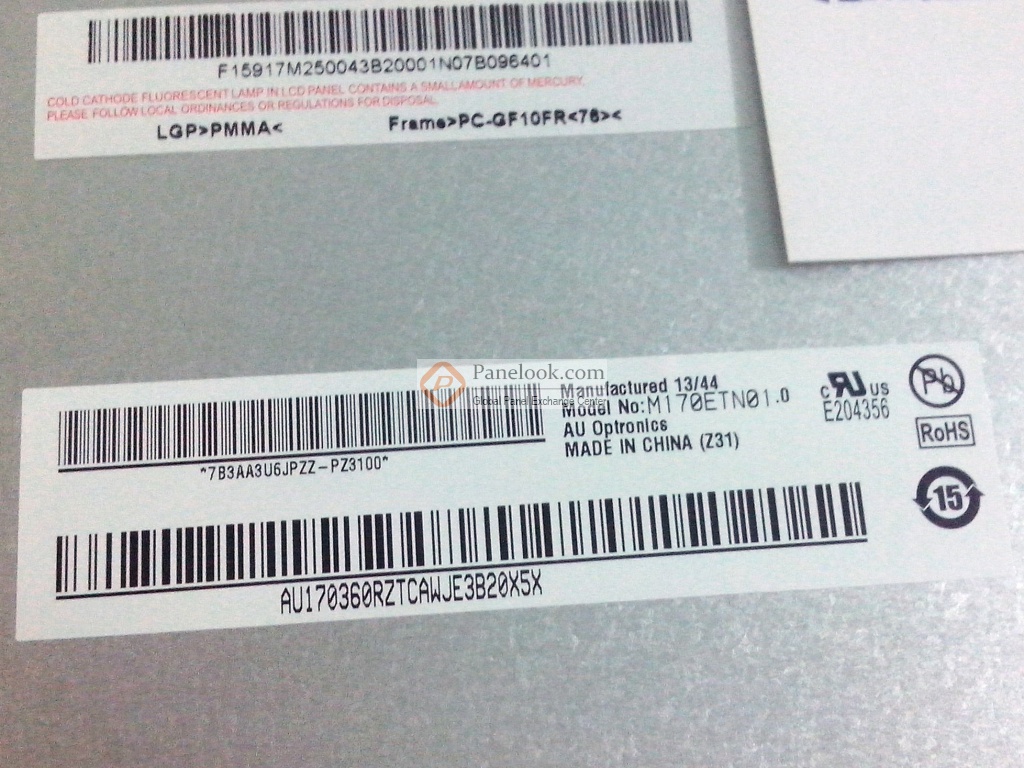 F15917M250043B20001N07B096401
COLD CATHODE FLUORESCENT LAMP IN LCD PANEL CONTAINS A SMALLAMOUNT OF MERCURY.
PLEASE FOLLOW LOCAL ORDINANCES OR REGULATIONS FOR DISPOSAL.
LGP>PMMA< Frame>PC-GF10FR<76><
Panelook.com
Global Panel Exchange Center
Manufactured 13/44
Model No:M170ETN01.0
AU Optronics
MADE IN CHINA (Z31)
*7B3AA3U6JPZZ-PZ3100*
c RU US
E204356
Pb
RoHS
15
AU170360RZTCAWJE3B20X5X